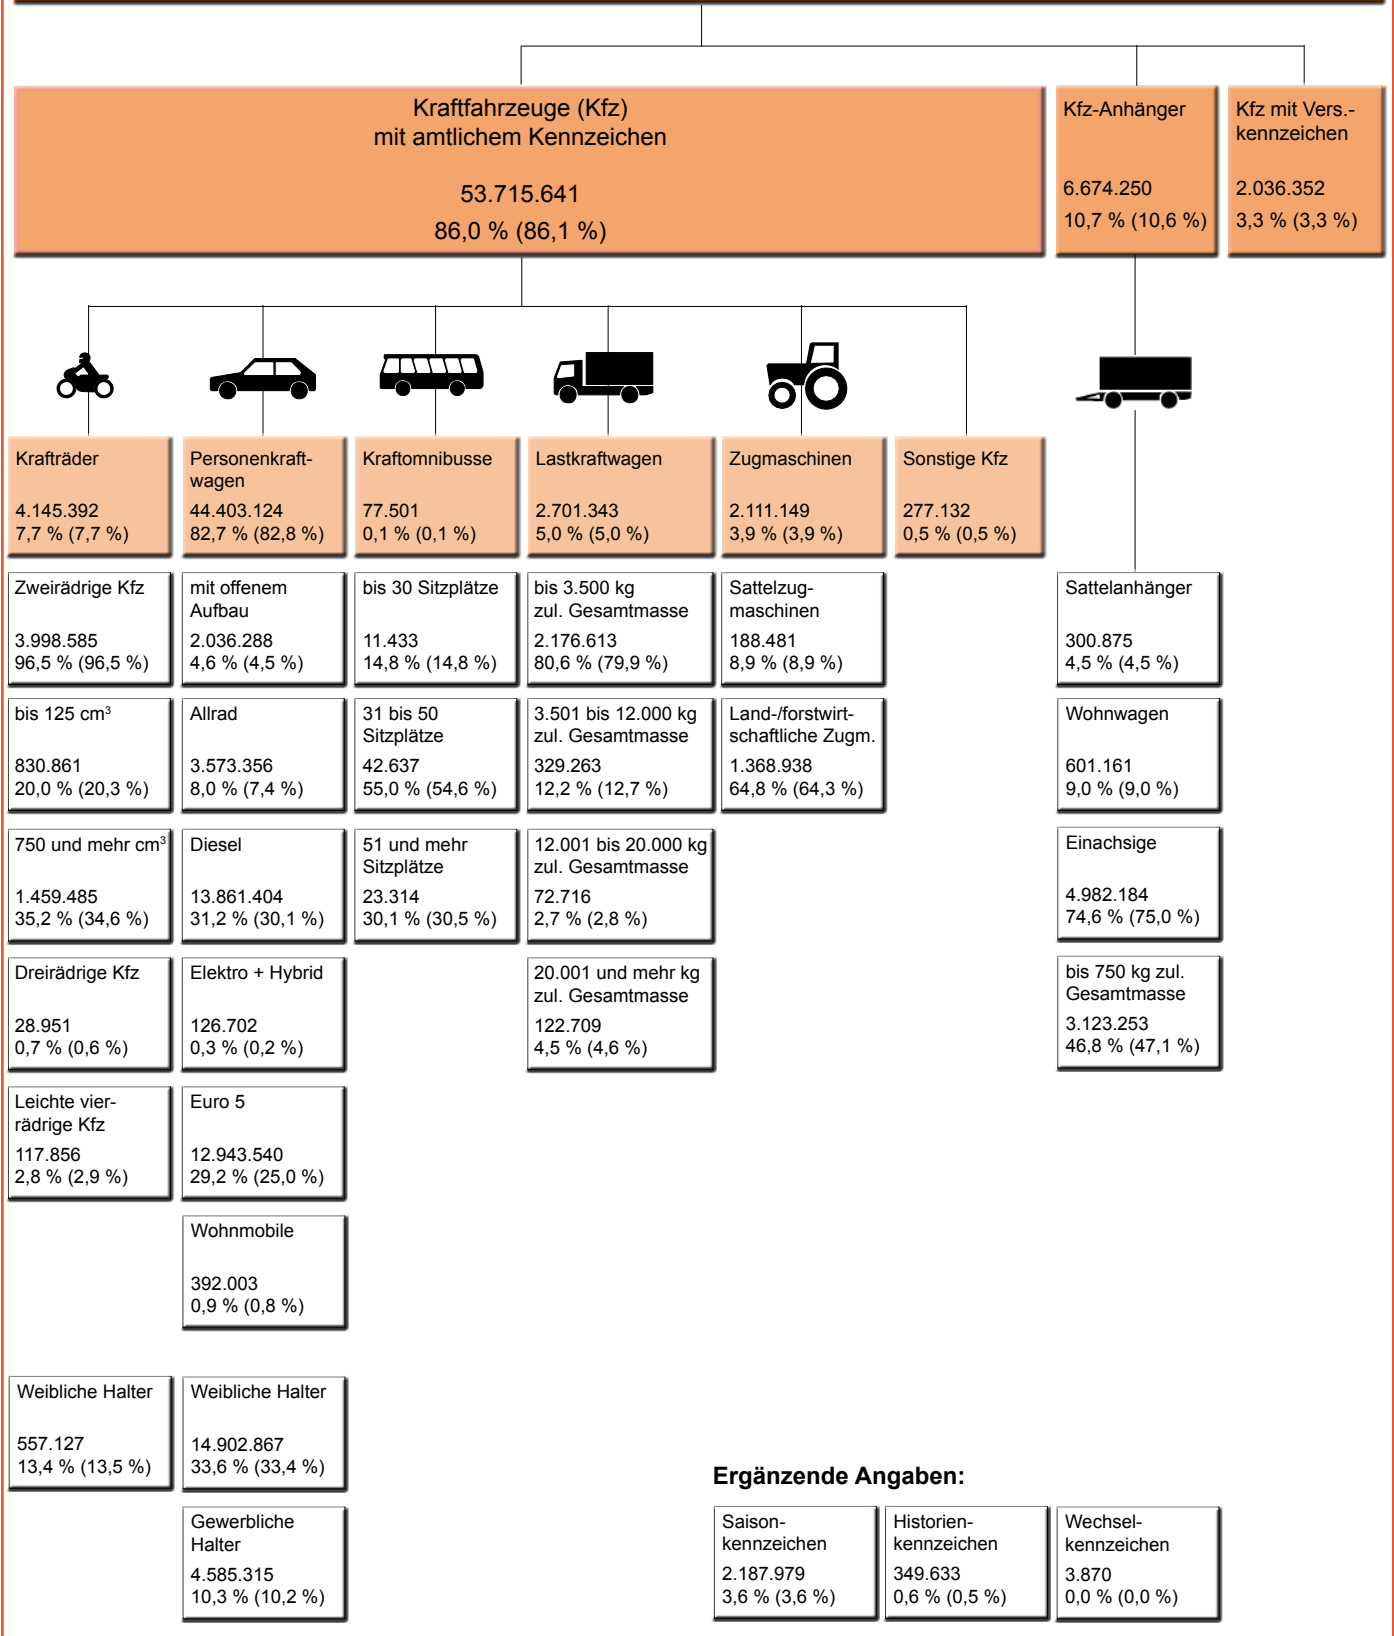 Kraftfahrzeuge (Kfz)
mit amtlichem Kennzeichen
53.715.641
86,0 % (86,1 %)
Kfz-Anhänger
6.674.250
10,7 % (10,6 %)
Kfz mit Vers.-
kennzeichen
2.036.352
3,3 % (3,3 %)
Krafträder
4.145.392
7,7 % (7,7 %)
Personenkraft-
wagen
44.403.124
82,7 % (82,8 %)
Kraftomnibusse
77.501
0,1 % (0,1 %)
Lastkraftwagen
2.701.343
5,0 % (5,0 %)
Zugmaschinen
2.111.149
3,9 % (3,9 %)
Sonstige Kfz
277.132
0,5 % (0,5 %)
Zweirädrige Kfz
3.998.585
96,5 % (96,5 %)
mit offenem
Aufbau
2.036.288
4,6 % (4,5 %)
bis 30 Sitzplätze
11.433
14,8 % (14,8 %)
bis 3.500 kg
zul. Gesamtmasse
2.176.613
80,6 % (79,9 %)
Sattelzug-
maschinen
188.481
8,9 % (8,9 %)
Sattelanhänger
300.875
4,5 % (4,5 %)
bis 125 cm³
830.861
20,0 % (20,3 %)
Allrad
3.573.356
8,0 % (7,4 %)
31 bis 50
Sitzplätze
42.637
55,0 % (54,6 %)
3.501 bis 12.000 kg
zul. Gesamtmasse
329.263
12,2 % (12,7 %)
Land-/forstwirt-
schaftliche Zugm.
1.368.938
64,8 % (64,3 %)
Wohnwagen
601.161
9,0 % (9,0 %)
750 und mehr cm³
1.459.485
35,2 % (34,6 %)
Diesel
13.861.404
31,2 % (30,1 %)
51 und mehr
Sitzplätze
23.314
30,1 % (30,5 %)
12.001 bis 20.000 kg
zul. Gesamtmasse
72.716
2,7 % (2,8 %)
Einachsige
4.982.184
74,6 % (75,0 %)
Dreirädrige Kfz
28.951
0,7 % (0,6 %)
Elektro + Hybrid
126.702
0,3 % (0,2 %)
20.001 und mehr kg
zul. Gesamtmasse
122.709
4,5 % (4,6 %)
bis 750 kg zul.
Gesamtmasse
3.123.253
46,8 % (47,1 %)
Leichte vier-
rädrige Kfz
117.856
2,8 % (2,9 %)
Euro 5
12.943.540
29,2 % (25,0 %)
Wohnmobile
392.003
0,9 % (0,8 %)
Weibliche Halter
557.127
13,4 % (13,5 %)
Weibliche Halter
14.902.867
33,6 % (33,4 %)
Gewerbliche
Halter
4.585.315
10,3 % (10,2 %)
Ergänzende Angaben:
Saison-
kennzeichen
2.187.979
3,6 % (3,6 %)
Historien-
kennzeichen
349.633
0,6 % (0,5 %)
Wechsel-
kennzeichen
3.870
0,0 % (0,0 %)